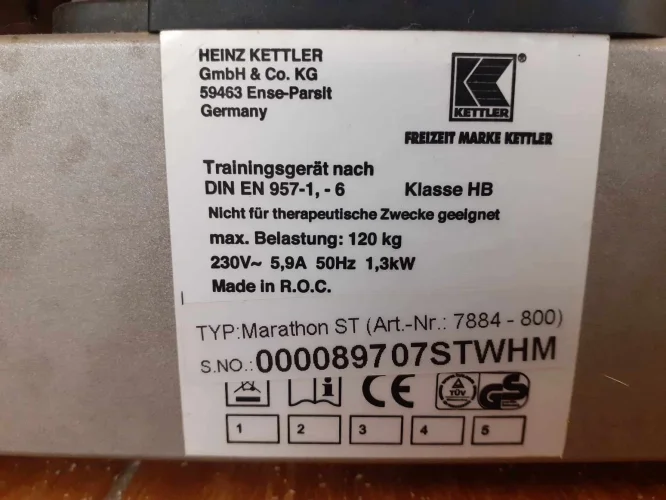 HEINZ KETTLER
GmbH & Co. KG
59463 Ense-Parsit
Germany
KETTLER
®
FREIZEIT MARKE KETTLER
Trainingsgerät nach
DIN EN 957-1, - 6 Klasse HB
Nicht für therapeutische Zwecke geeignet
max. Belastung: 120 kg
230V~ 5,9A 50Hz 1,3kW
Made in R.O.C.
TYP:Marathon ST (Art.-Nr.: 7884 - 800)
S.NO.:000089707STWHM
i CE TÜV GS
1 2 3 4 5